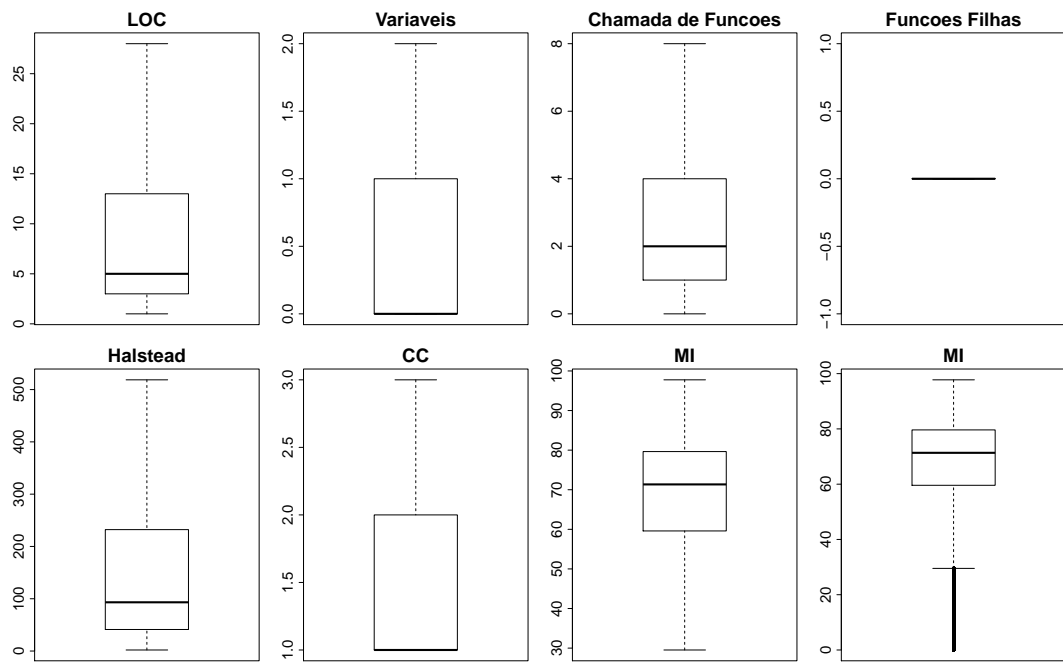 LOC
0 5 10 15 20 25
Variaveis
0.0 0.5 1.0 1.5 2.0
Chamada de Funcoes
0 2 4 6 8
Funcoes Filhas
−1.0 −0.5 0.0 0.5 1.0
Halstead
0 100 200 300 400 500
CC
1.0 1.5 2.0 2.5 3.0
MI
30 40 50 60 70 80 90 100
MI
0 20 40 60 80 100